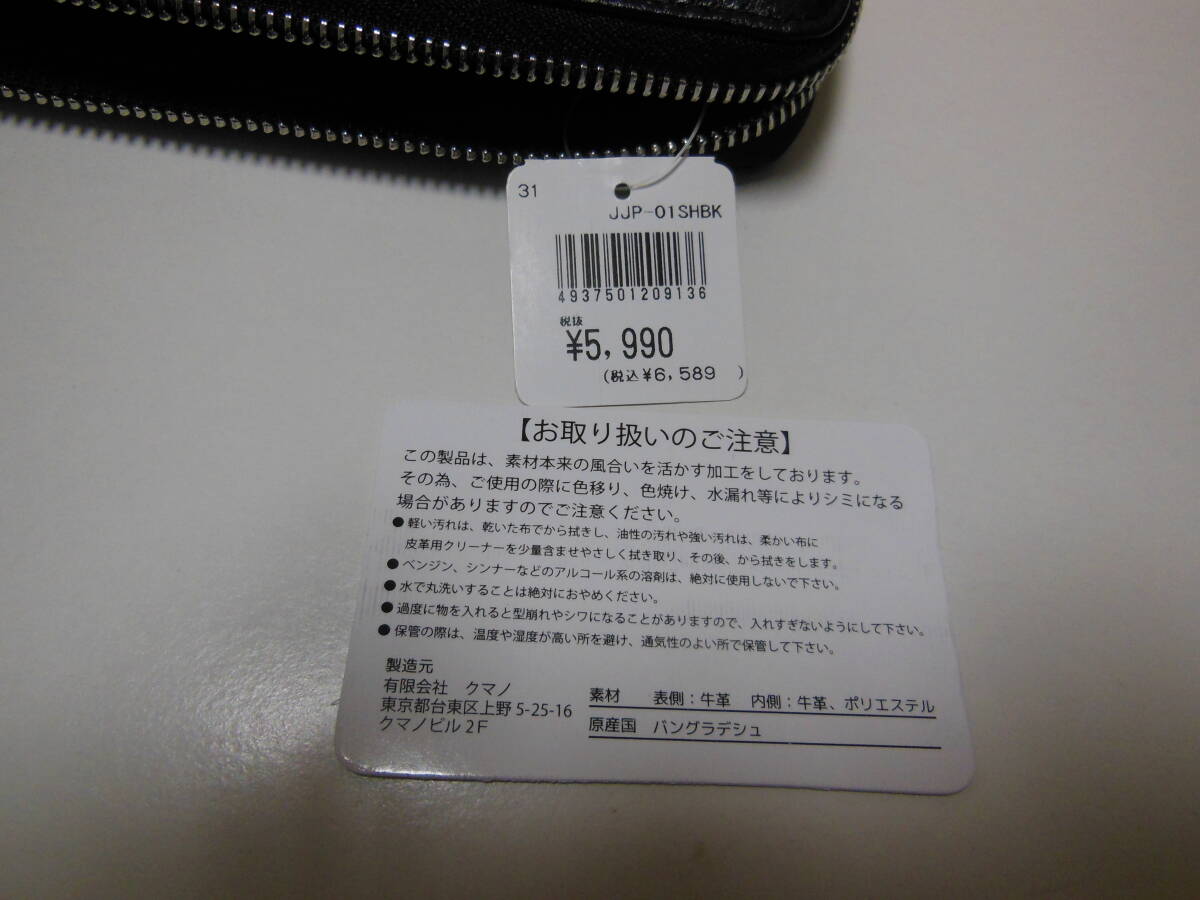 31
JJP-01SHBK
4937501209136
税抜
¥5,990
(税込¥6,589 )
【お取り扱いのご注意】
この製品は、素材本来の風合いを活かす加工をしております。
その為、ご使用の際に色移り、色焼け、水漏れ等によりシミになる
場合がありますのでご注意ください。
●軽い汚れは、乾いた布でから拭きし、油性の汚れや強い汚れは、柔かい布に
皮革用クリーナーを少量含ませやさしく拭き取り、その後、から拭きをします。
●ベンジン、シンナーなどのアルコール系の溶剤は、絶対に使用しないで下さい。
●水で丸洗いすることは絶対におやめください。
●過度に物を入れると型崩れやシワになることがありますので、入れすぎないようにして下さい。
●保管の際は、温度や湿度が高い所を避け、通気性のよい所で保管して下さい。
製造元
有限会社 クマノ
東京都台東区上野 5-25-16
クマノビル 2F
素材 表側:牛革 内側:牛革、ポリエステル
原産国 バングラデシュ